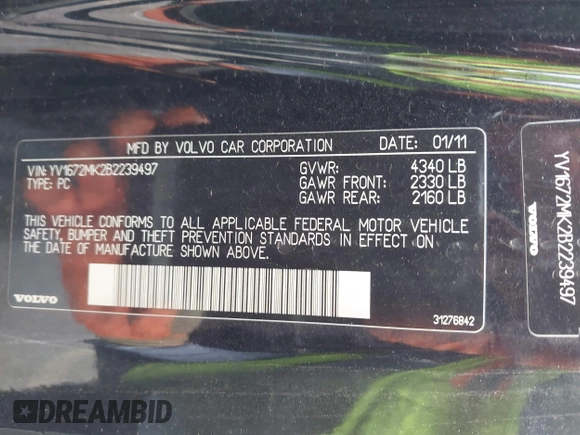 MFD BY VOLVO CAR CORPORATION DATE: 01/11
VIN: YV1672MK2B2239497 GVWR: 4340 LB
TYPE: PC GAWR FRONT: 2330 LB
GAWR REAR: 2160 LB
THIS VEHICLE CONFORMS TO ALL APPLICABLE FEDERAL MOTOR VEHICLE
SAFETY, BUMPER AND THEFT PREVENTION STANDARDS IN EFFECT ON
THE DATE OF MANUFACTURE SHOWN ABOVE.
VOLVO 31276842
YV1672MK2B2239497
VOLVO
DREAMBID